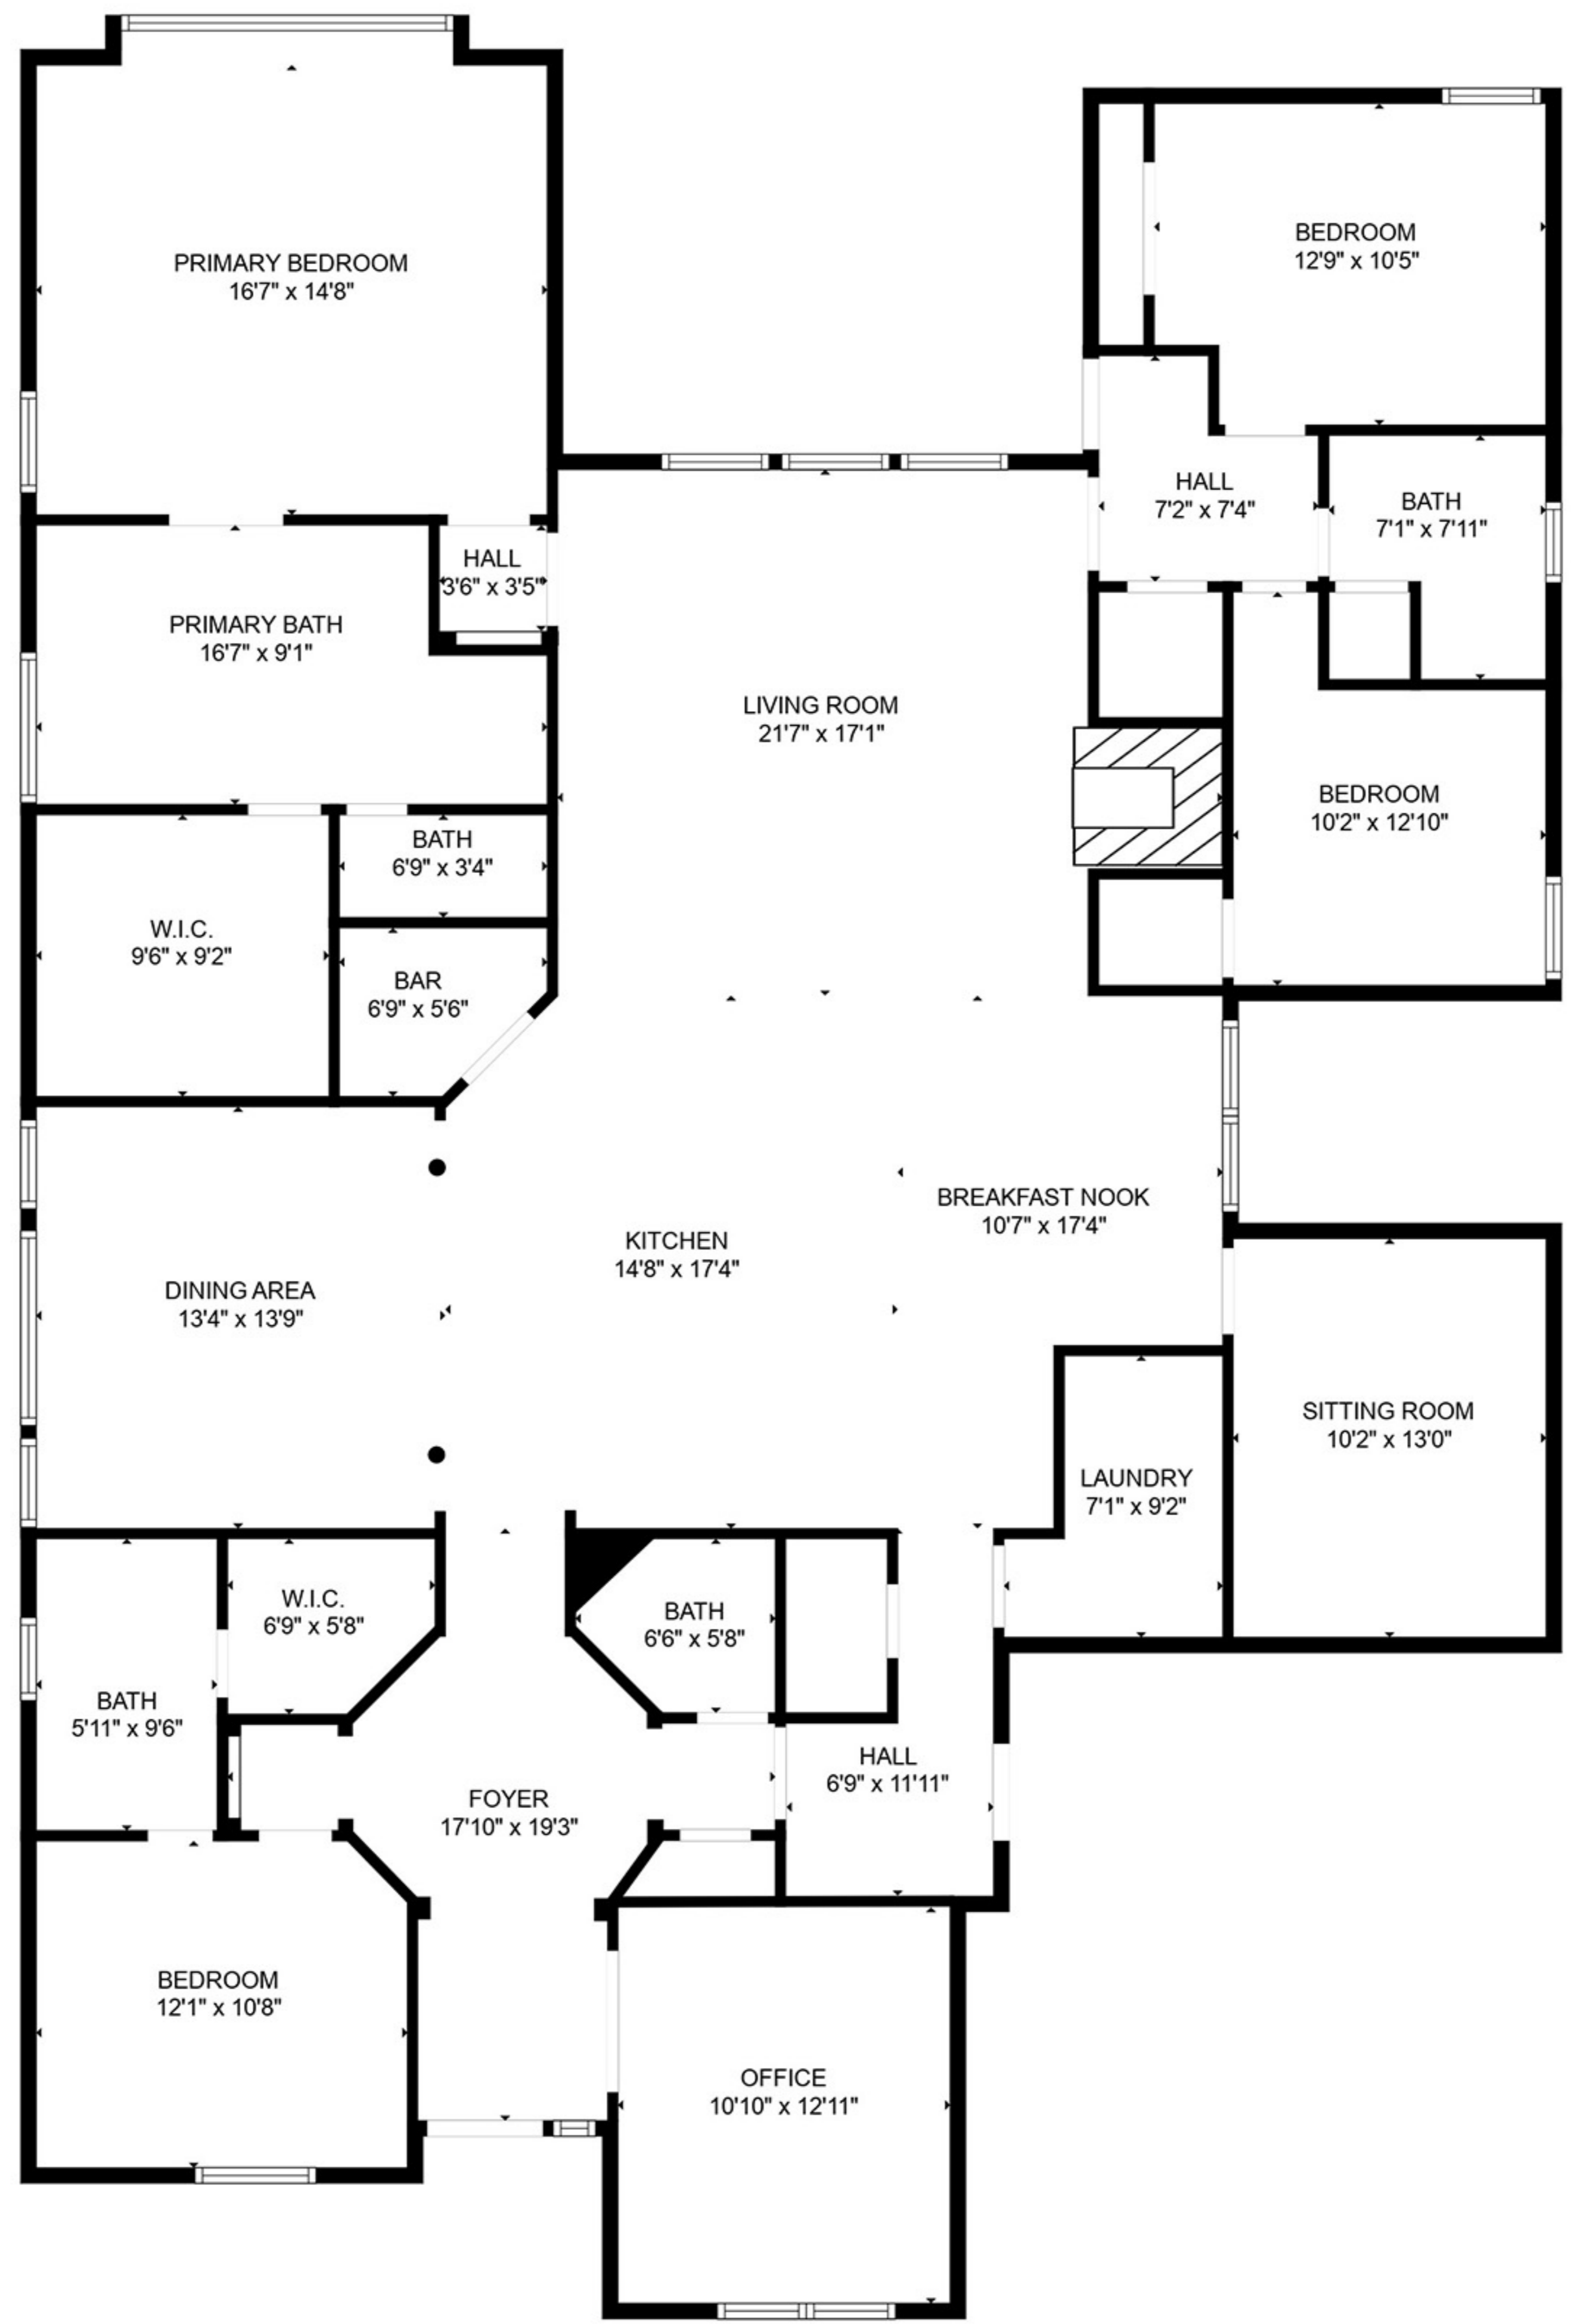 PRIMARY BEDROOM
16'7" x 14'8"
BEDROOM
12'9" x 10'5"
HALL
7'2" x 7'4"
BATH
7'1" x 7'11"
HALL
3'6" x 3'5"
PRIMARY BATH
16'7" x 9'1"
LIVING ROOM
21'7" x 17'1"
BEDROOM
10'2" x 12'10"
BATH
6'9" x 3'4"
W.I.C.
9'6" x 9'2"
BAR
6'9" x 5'6"
BREAKFAST NOOK
10'7" x 17'4"
KITCHEN
14'8" x 17'4"
DINING AREA
13'4" x 13'9"
SITTING ROOM
10'2" x 13'0"
LAUNDRY
7'1" x 9'2"
W.I.C.
6'9" x 5'8"
BATH
6'6" x 5'8"
BATH
5'11" x 9'6"
HALL
6'9" x 11'11"
FOYER
17'10" x 19'3"
BEDROOM
12'1" x 10'8"
OFFICE
10'10" x 12'11"